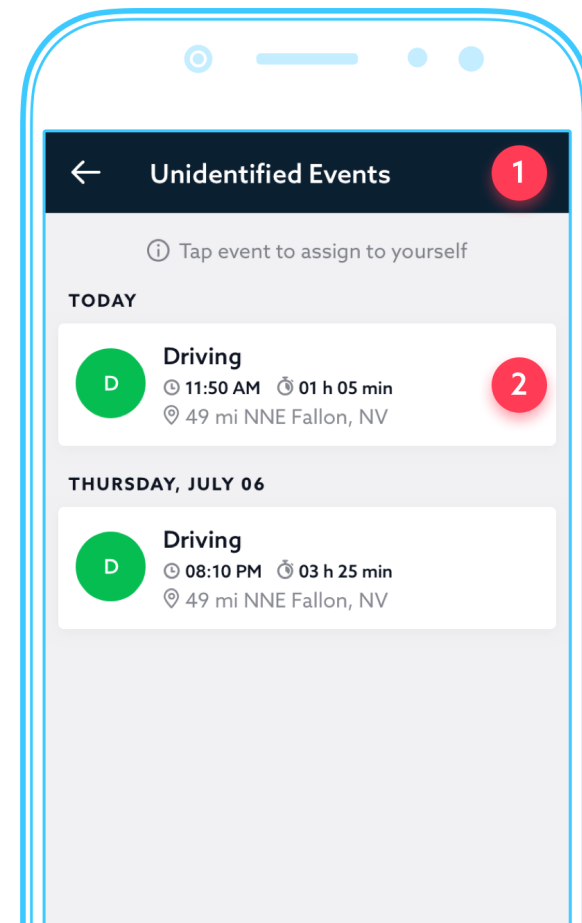 Unidentified Events
1
Tap event to assign to yourself
TODAY
D
Driving
11:50 AM 01 h 05 min
49 mi NNE Fallon, NV
2
THURSDAY, JULY 06
D
Driving
08:10 PM 03 h 25 min
49 mi NNE Fallon, NV